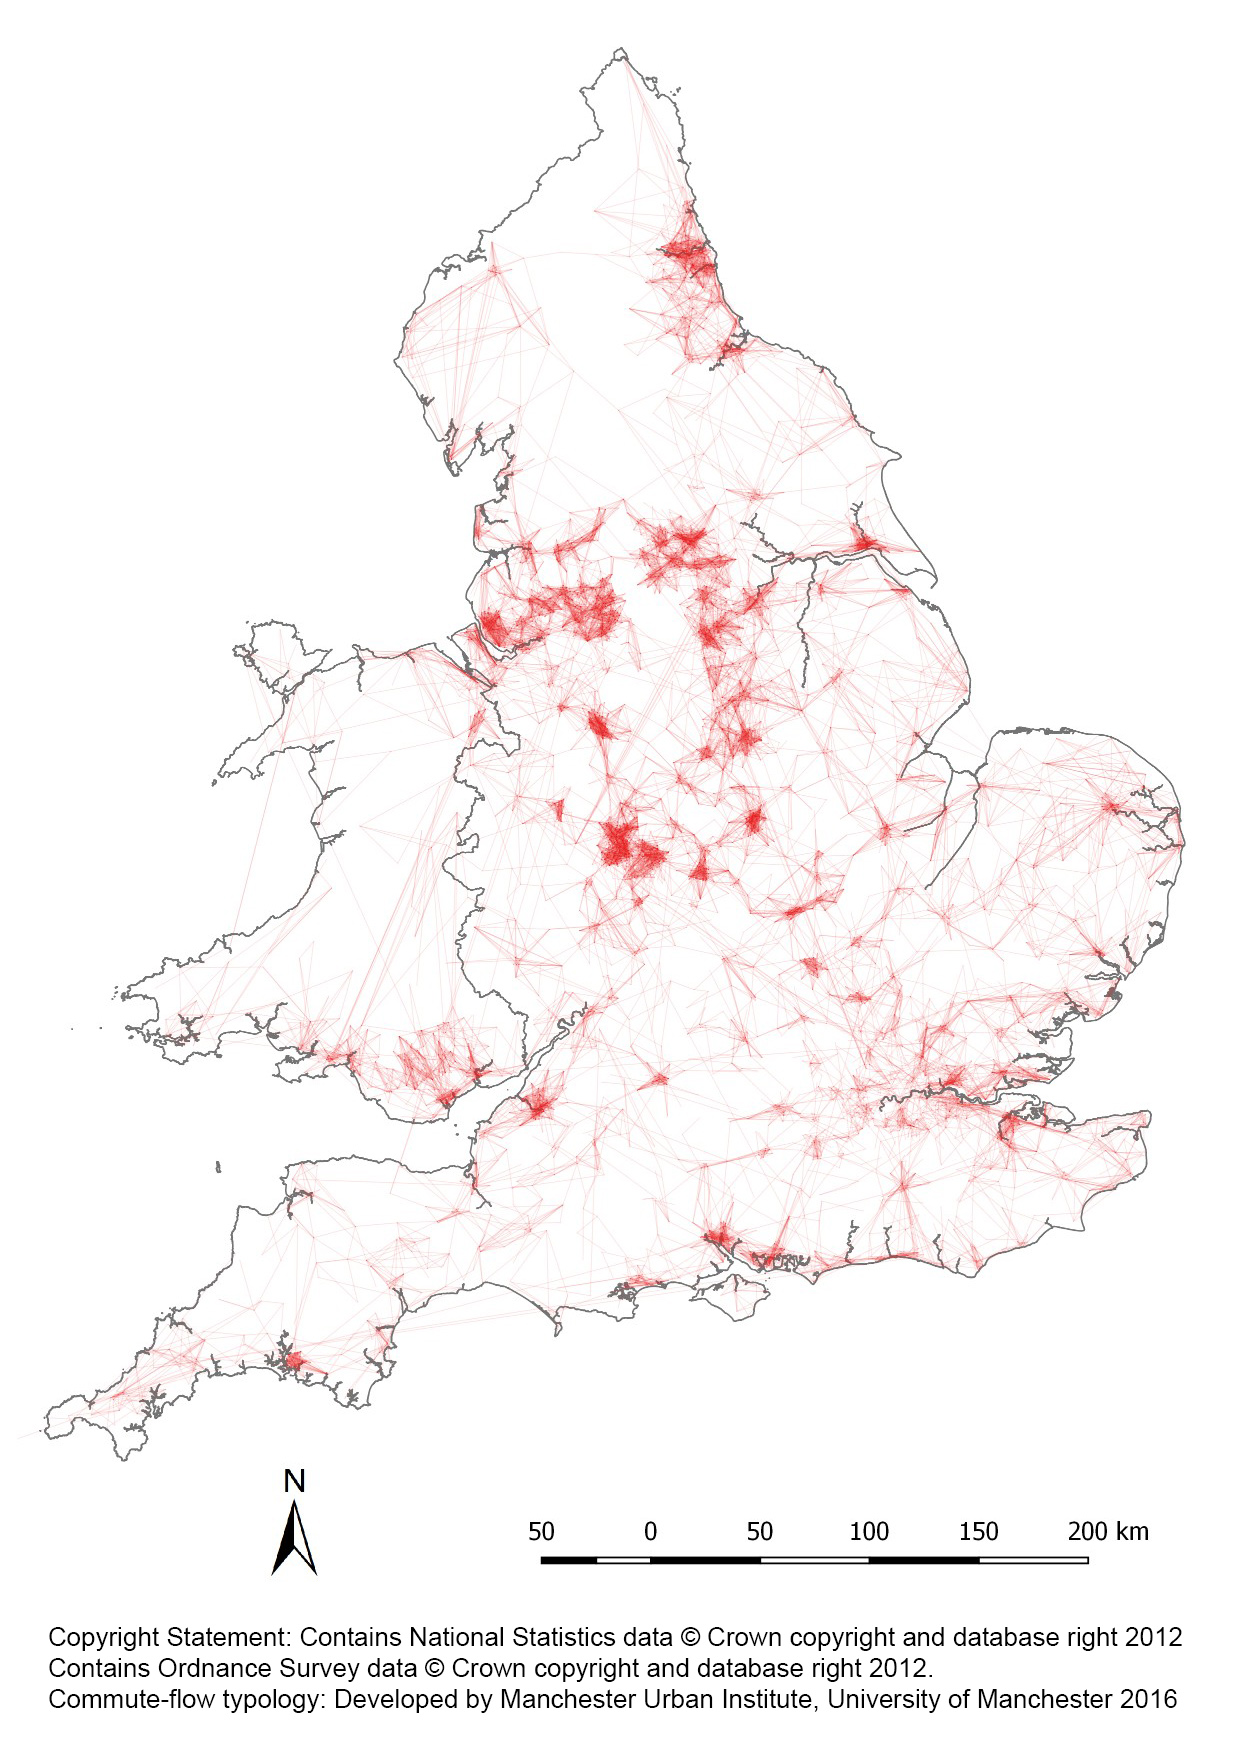 N
50 0 50 100 150 200 km
Copyright Statement: Contains National Statistics data © Crown copyright and database right 2012
Contains Ordnance Survey data © Crown copyright and database right 2012.
Commute-flow typology: Developed by Manchester Urban Institute, University of Manchester 2016